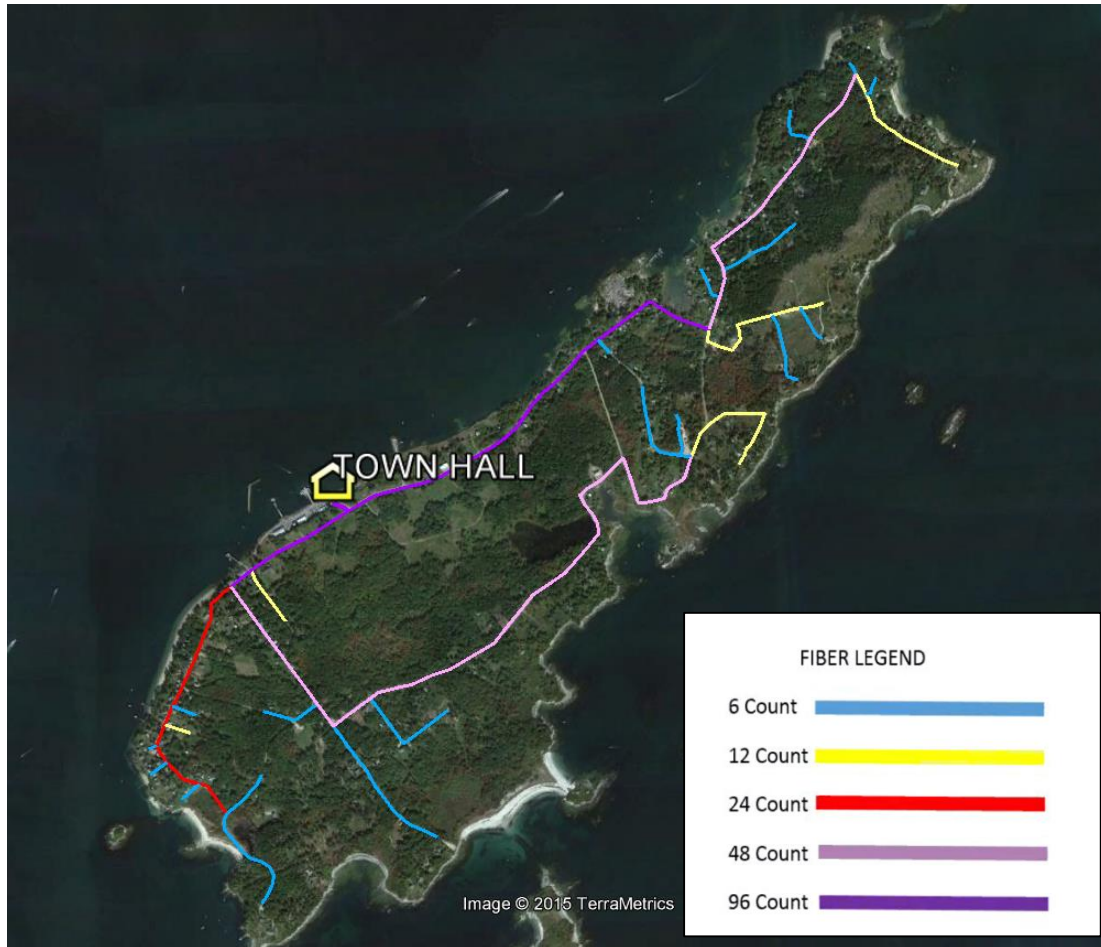 TOWN HALL
FIBER LEGEND
6 Count
12 Count
24 Count
48 Count
96 Count
Image © 2015 TerraMetrics